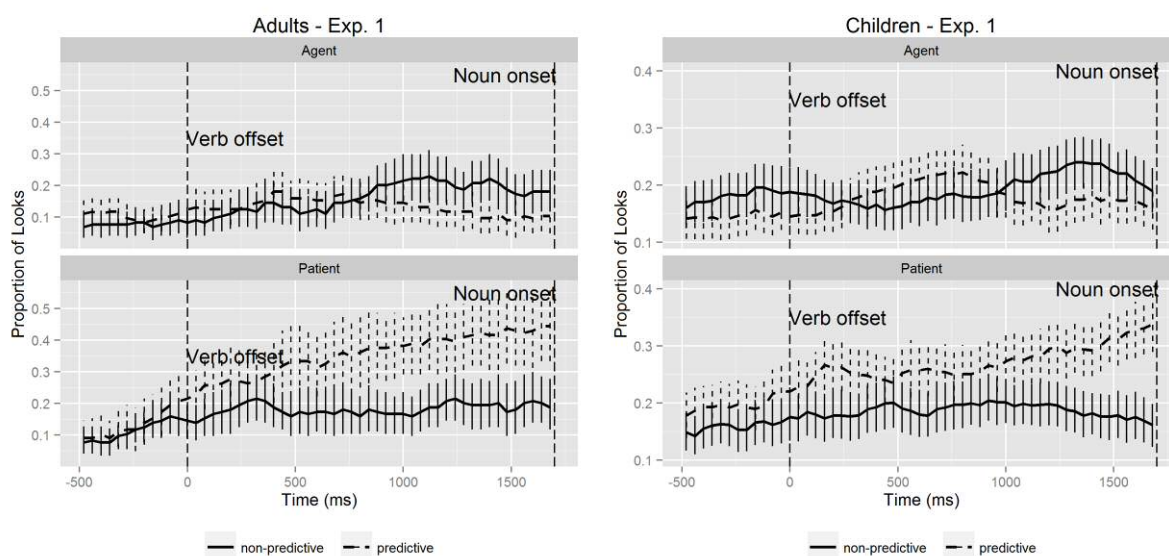 Adults - Exp. 1
Agent
0.5
0.4
0.3
0.2
0.1
Noun onset
Verb offset
Patient
0.5
0.4
0.3
0.2
0.1
Noun onset
Verb offset
Proportion of Looks
-500 0 500 1000 1500
Time (ms)
non-predictive predictive
Children - Exp. 1
Agent
0.4
0.3
0.2
0.1
Noun onset
Verb offset
Patient
0.4
0.3
0.2
0.1
Noun onset
Verb offset
Proportion of Looks
-500 0 500 1000 1500
Time (ms)
non-predictive predictive